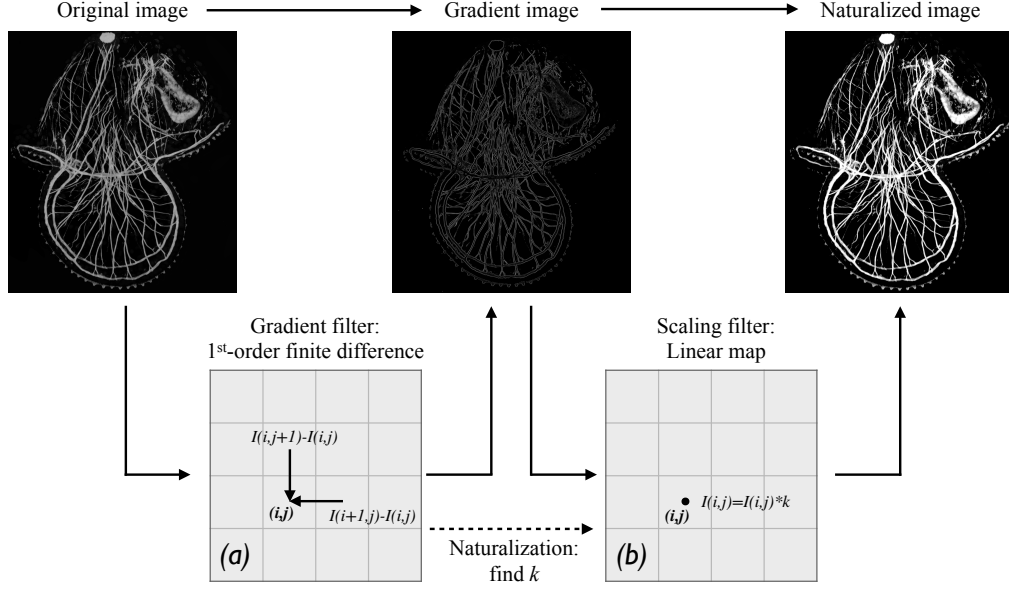 Original image
Gradient image
Naturalized image
Gradient filter:
1st-order finite difference
Scaling filter:
Linear map
I(i,j+1)-I(i,j)
(i,j)
I(i+1,j)-I(i,j)
(a)
Naturalization:
find k
I(i,j)=I(i,j)*k
(i,j)
(b)